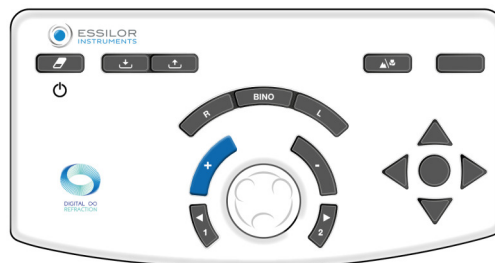 ESSILOR
INSTRUMENTS
R
BINO
L
+
-
1
2
DIGITAL
REFRACTION